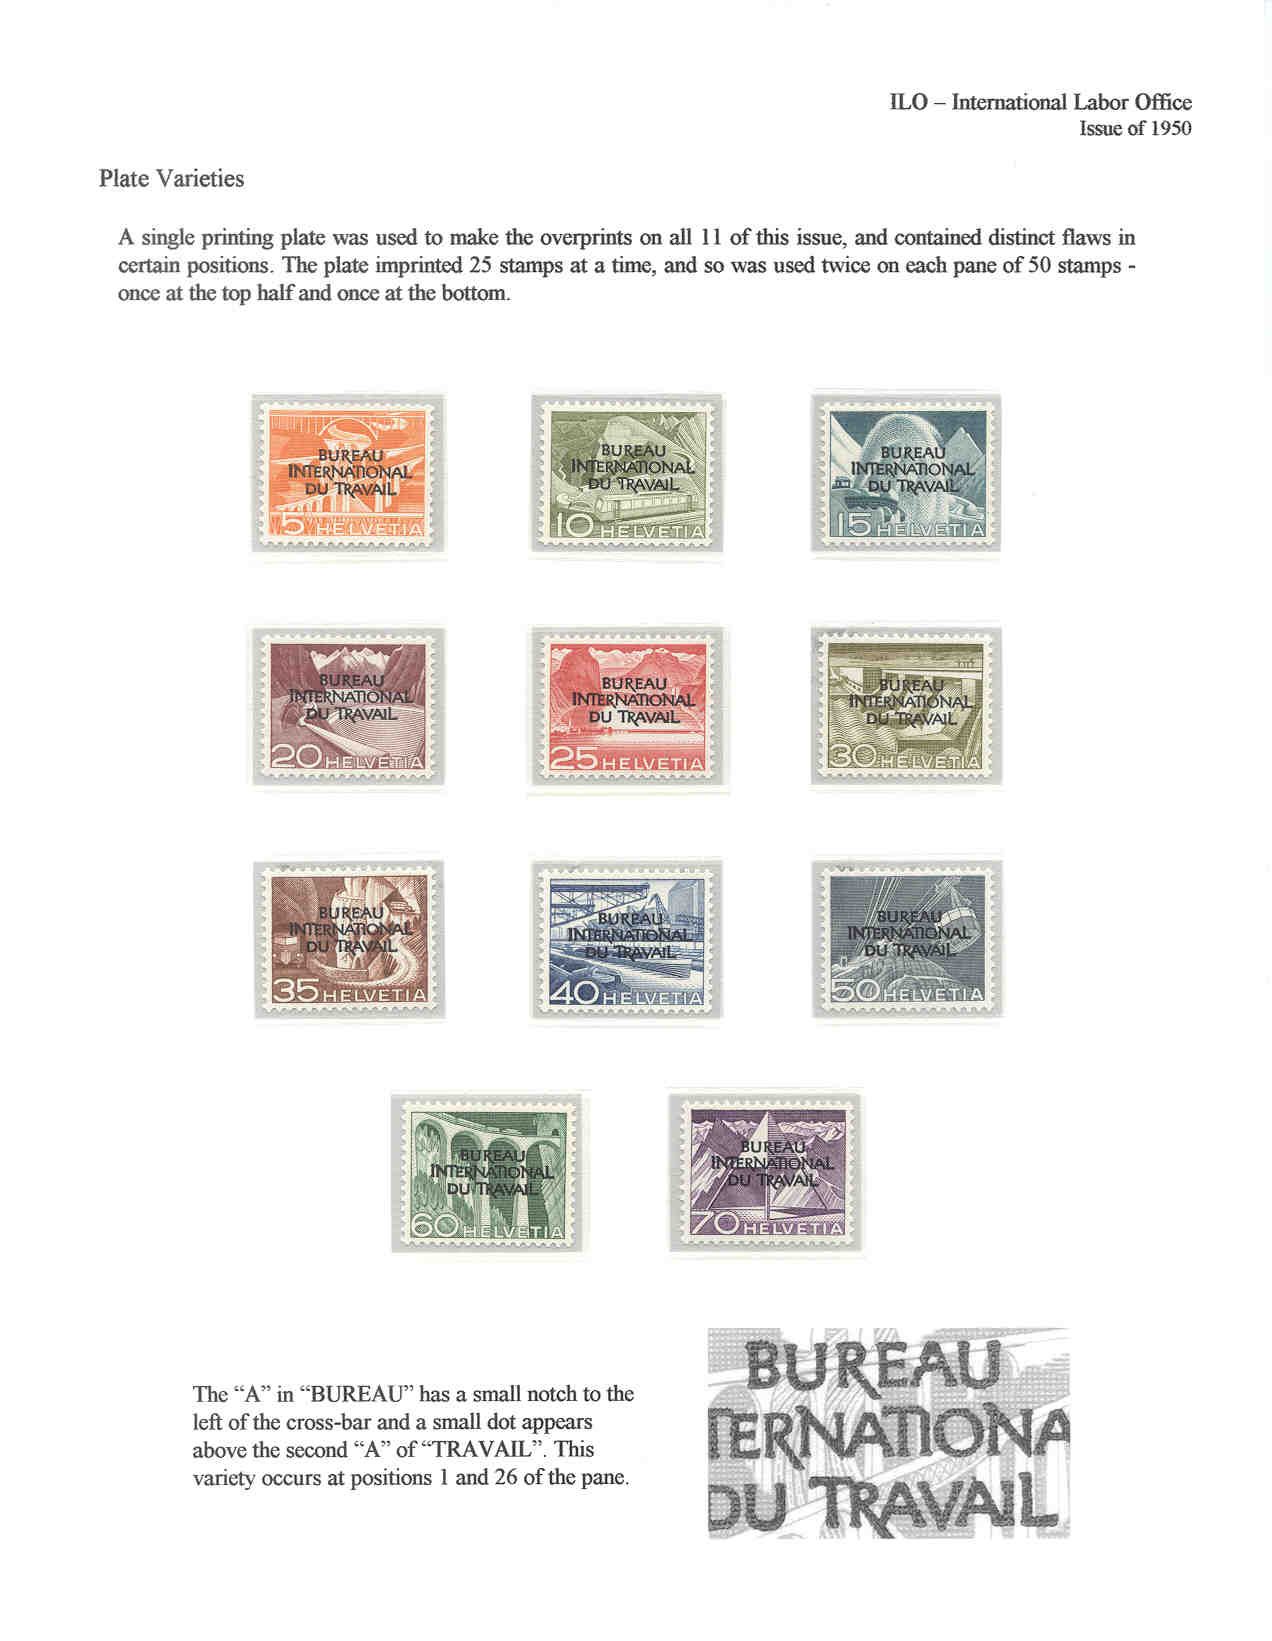 ILO – International Labor Office
Issue of 1950
Plate Varieties
A single printing plate was used to make the overprints on all 11 of this issue, and contained distinct flaws in
certain positions. The plate imprinted 25 stamps at a time, and so was used twice on each pane of 50 stamps -
once at the top half and once at the bottom.
BUREAU
INTERNATIONAL
DU TRAVAIL
5 HELVETIA
BUREAU
INTERNATIONAL
DU TRAVAIL
10 HELVETIA
BUREAU
INTERNATIONAL
DU TRAVAIL
15 HELVETIA
BUREAU
INTERNATIONAL
DU TRAVAIL
20 HELVETIA
BUREAU
INTERNATIONAL
DU TRAVAIL
25 HELVETIA
BUREAU
INTERNATIONAL
DU TRAVAIL
30 HELVETIA
BUREAU
INTERNATIONAL
DU TRAVAIL
35 HELVETIA
BUREAU
INTERNATIONAL
DU TRAVAIL
40 HELVETIA
BUREAU
INTERNATIONAL
DU TRAVAIL
50 HELVETIA
BUREAU
INTERNATIONAL
DU TRAVAIL
60 HELVETIA
BUREAU
INTERNATIONAL
DU TRAVAIL
70 HELVETIA
The “A” in “BUREAU” has a small notch to the
left of the cross-bar and a small dot appears
above the second “A” of “TRAVAIL”. This
variety occurs at positions 1 and 26 of the pane.
BUREAU
TERNATIONA
DU TRAVAIL